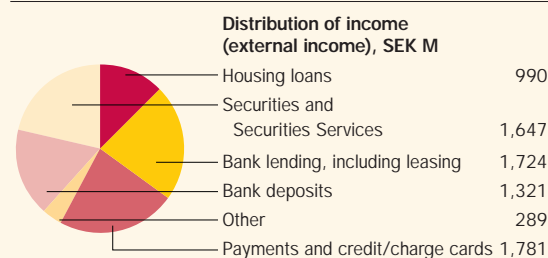 Distribution of income
(external income), SEK M
Housing loans 990
Securities and
Securities Services 1,647
Bank lending, including leasing 1,724
Bank deposits 1,321
Other 289
Payments and credit/charge cards 1,781